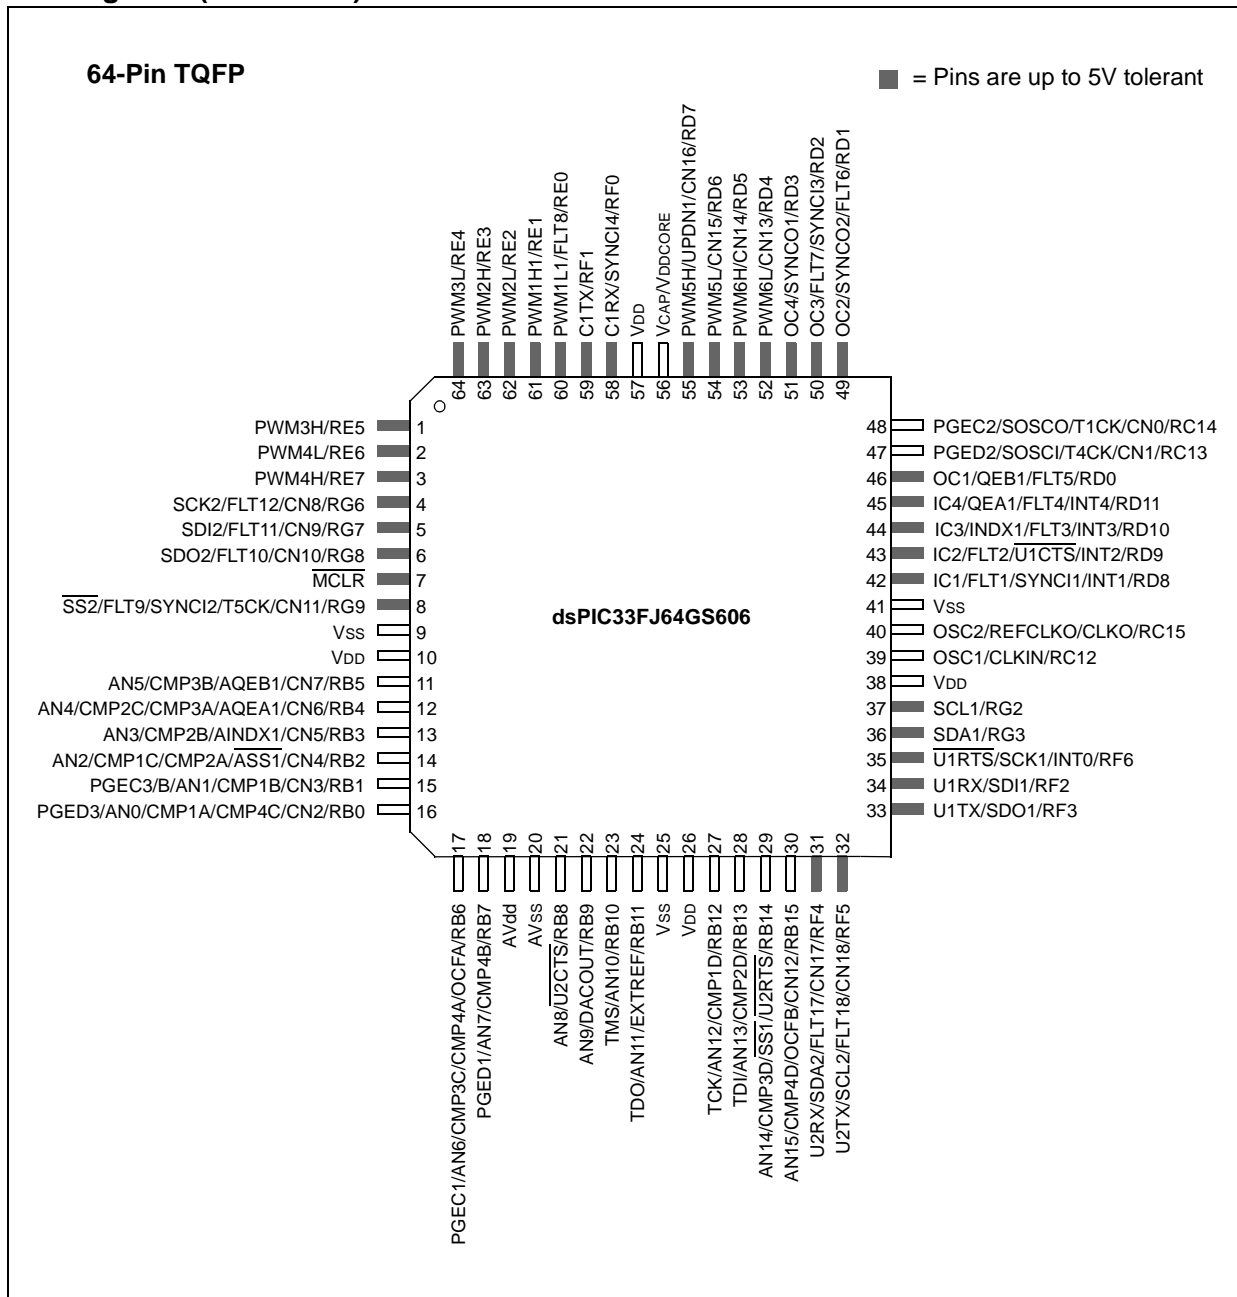 64-Pin TQFP
= Pins are up to 5V tolerant
PWM3L/RE4
PWM2H/RE3
PWM2L/RE2
PWM1H1/RE1
PWM1L1/FLT8/RE0
C1TX/RF1
C1RX/SYNCI4/RF0
VDD
VCAP/VDDCORE
PWM5H/UPDN1/CN16/RD7
PWM5L/CN15/RD6
PWM6H/CN14/RD5
PWM6L/CN13/RD4
OC4/SYNCO1/RD3
OC3/FLT7/SYNCI3/RD2
OC2/SYNCO2/FLT6/RD1
64
63
62
61
60
59
58
57
56
55
54
53
52
51
50
49
PWM3H/RE5 1
PWM4L/RE6 2
PWM4H/RE7 3
SCK2/FLT12/CN8/RG6 4
SDI2/FLT11/CN9/RG7 5
SDO2/FLT10/CN10/RG8 6
MCLR 7
SS2/FLT9/SYNCI2/T5CK/CN11/RG9 8
VSS 9
VDD 10
AN5/CMP3B/AQEB1/CN7/RB5 11
AN4/CMP2C/CMP3A/AQEA1/CN6/RB4 12
AN3/CMP2B/AINDX1/CN5/RB3 13
AN2/CMP1C/CMP2A/ASS1/CN4/RB2 14
PGEC3/B/AN1/CMP1B/CN3/RB1 15
PGED3/AN0/CMP1A/CMP4C/CN2/RB0 16
dsPIC33FJ64GS606
48 PGEC2/SOSCO/T1CK/CN0/RC14
47 PGED2/SOSCI/T4CK/CN1/RC13
46 OC1/QEB1/FLT5/RD0
45 IC4/QEA1/FLT4/INT4/RD11
44 IC3/INDX1/FLT3/INT3/RD10
43 IC2/FLT2/U1CTS/INT2/RD9
42 IC1/FLT1/SYNCI1/INT1/RD8
41 VSS
40 OSC2/REFCLKO/CLKO/RC15
39 OSC1/CLKIN/RC12
38 VDD
37 SCL1/RG2
36 SDA1/RG3
35 U1RTS/SCK1/INT0/RF6
34 U1RX/SDI1/RF2
33 U1TX/SDO1/RF3
17
18
19
20
21
22
23
24
25
26
27
28
29
30
31
32
PGEC1/AN6/CMP3C/CMP4A/OCFA/RB6
PGED1/AN7/CMP4B/RB7
AVdd
AVSS
AN8/U2CTS/RB8
AN9/DACOUT/RB9
TMS/AN10/RB10
TDO/AN11/EXTREF/RB11
VSS
VDD
TCK/AN12/CMP1D/RB12
TDI/AN13/CMP2D/RB13
AN14/CMP3D/SS1/U2RTS/RB14
AN15/CMP4D/OCFB/CN12/RB15
U2RX/SDA2/FLT17/CN17/RF4
U2TX/SCL2/FLT18/CN18/RF5